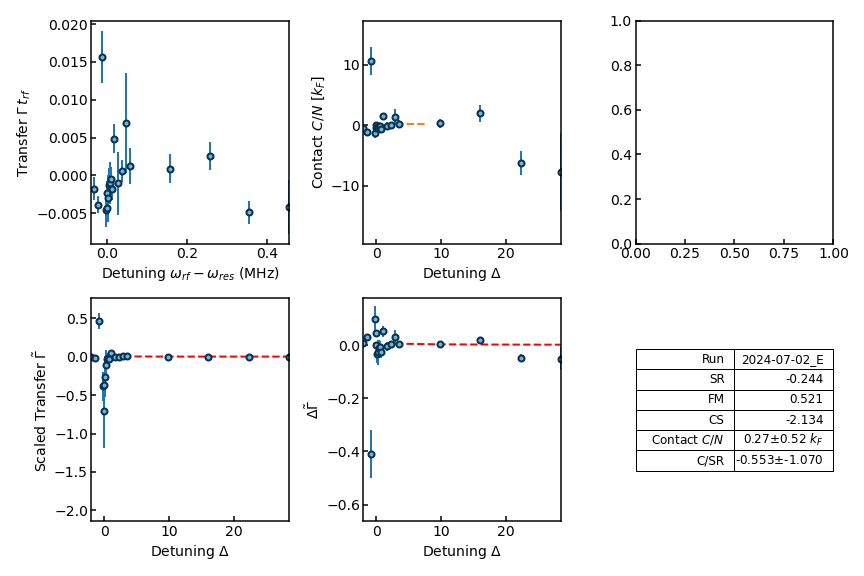 0.020
0.015
0.010
0.005
0.000
−0.005
0.0
0.2
0.4
Transfer Γ t_rf
Detuning ω_rf − ω_res (MHz)
10
0
−10
0
20
Contact C/N [k_F]
Detuning Δ
1.0
0.8
0.6
0.4
0.2
0.0
0.00
0.25
0.50
0.75
1.00
0.5
0.0
−0.5
−1.0
−1.5
−2.0
0
10
20
Scaled Transfer Γ̃
Detuning Δ
0.0
−0.2
−0.4
−0.6
0
20
ΔΓ̃
Detuning Δ
Run 2024-07-02_E
SR -0.244
FM 0.521
CS -2.134
Contact C/N 0.27±0.52 k_F
C/SR -0.553±-1.070